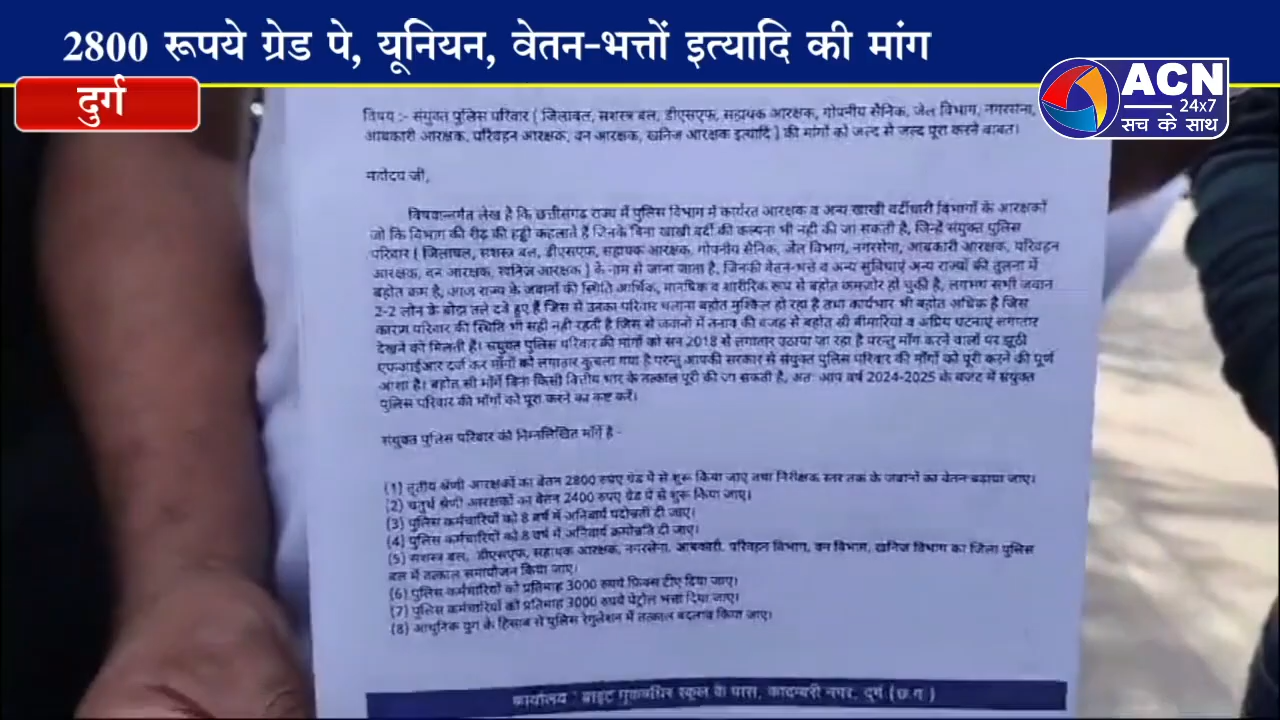 2800 रूपये ग्रेड पे, यूनियन, वेतन-भत्तों इत्यादि की मांग
दुर्ग
ACN
24x7
सच के साथ
विषय :- संयुक्त पुलिस परिवार ( जिलाबल, सशस्त्र बल, डीएसएफ, सहायक आरक्षक, गोपनीय सैनिक, जेल विभाग, नगरसेना,
आबकारी आरक्षक, परिवहन आरक्षक, वन आरक्षक, खनिज आरक्षक इत्यादि ) की मांगों को जल्द से जल्द पूरा करने बाबत।
महोदय जी,
विषयान्तर्गत लेख है कि छत्तीसगढ़ राज्य में पुलिस विभाग में कार्यरत आरक्षक व अन्य खाखी वर्दीधारी विभागों के आरक्षकों
जो कि विभाग की रीढ़ की हड्डी कहलाते है जिनके बिना खाखी वर्दी की कल्पना भी नही की जा सकती है, जिन्हें संयुक्त पुलिस
परिवार ( जिलाबल, सशस्त्र बल, डीएसएफ, सहायक आरक्षक, गोपनीय सैनिक, जेल विभाग, नगरसेना, आबकारी आरक्षक, परिवहन
आरक्षक, वन आरक्षक, खनिज आरक्षक ) के नाम से जाना जाता है, जिनकी वेतन-भत्ते व अन्य सुविधाएं अन्य राज्यों की तुलना में
बहोत कम है, आज राज्य के जवानों की स्थिति आर्थिक, मानषिक व शारीरिक रूप से बहोत कमजोर हो चुकी है, लगभग सभी जवान
2-2 लोन के बोझ तले दबे हुए है जिस से उनका परिवार चलाना बहोत मुश्किल हो रहा है तथा कार्यभार भी बहोत अधिक है जिस
कारण परिवार की स्थिति भी सही नही रहती है जिस से जवानों में तनाव की वजह से बहोत सी बीमारियां व अप्रिय घटनाएं लगातार
देखने को मिलती है। संयुक्त पुलिस परिवार की मांगों को सन 2018 से लगातार उठाया जा रहा है परन्तु माँग करने वालों पर झूठी
एफआईआर दर्ज कर माँगों को लगातार कुचला गया है परन्तु आपकी सरकार से संयुक्त पुलिस परिवार की माँगों को पूरी करने की पूर्ण
आशा है। बहोत सी माँगें बिना किसी वित्तीय भार के तत्काल पूरी की जा सकती है, अतः आप वर्ष 2024-2025 के बजट में संयुक्त
पुलिस परिवार की माँगों को पूरा करने का कष्ट करें।
संयुक्त पुलिस परिवार की निम्नलिखित माँगें है -
(1) तृतीय श्रेणी आरक्षकों का वेतन 2800 रुपए ग्रेड पे से शुरू किया जाए तथा निरीक्षक स्तर तक के जवानों का वेतन बढ़ाया जाए।
(2) चतुर्थ श्रेणी आरक्षकों का वेतन 2400 रुपए ग्रेड पे से शुरू किया जाए।
(3) पुलिस कर्मचारियों को 8 वर्ष में अनिवार्य पदोन्नती दी जाए।
(4) पुलिस कर्मचारियों को 8 वर्ष में अनिवार्य क्रमोन्नति दी जाए।
(5) सशस्त्र बल, डीएसएफ, सहायक आरक्षक, नगरसेना, आबकारी, परिवहन विभाग, वन विभाग, खनिज विभाग का जिला पुलिस
बल में तत्काल समायोजन किया जाए।
(6) पुलिस कर्मचारियों को प्रतिमाह 3000 रुपये फ़िक्स टीए दिया जाए।
(7) पुलिस कर्मचारियों को प्रतिमाह 3000 रुपये पेट्रोल भत्ता दिया जाए।
(8) आधुनिक युग के हिसाब से पुलिस रेगुलेशन में तत्काल बदलाव किया जाए।
कार्यालय : ब्राइट मुकबधिर स्कूल के पास, कादम्बरी नगर, दुर्ग (छ.ग.)